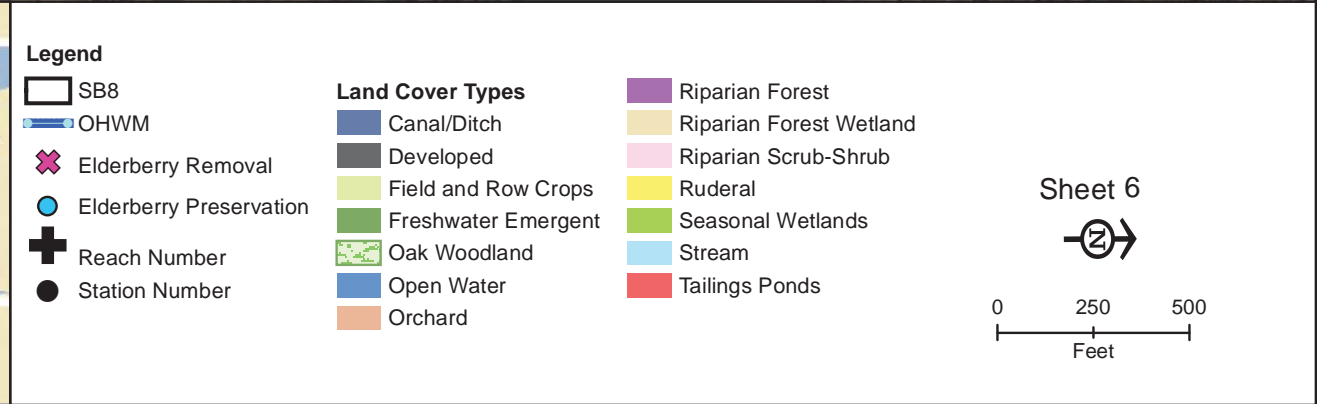 Legend
SB8
OHWM
Elderberry Removal
Elderberry Preservation
Reach Number
Station Number
Land Cover Types
Canal/Ditch
Developed
Field and Row Crops
Freshwater Emergent
Oak Woodland
Open Water
Orchard
Riparian Forest
Riparian Forest Wetland
Riparian Scrub-Shrub
Ruderal
Seasonal Wetlands
Stream
Tailings Ponds
Sheet 6
N
0 250 500
Feet